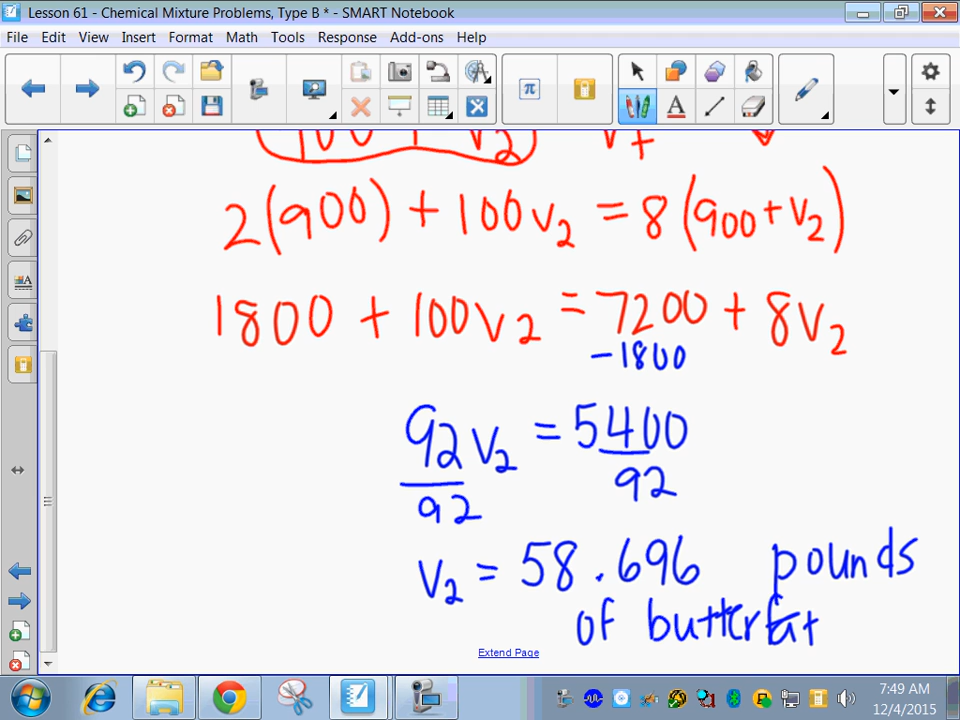 Lesson 61 - Chemical Mixture Problems, Type B * - SMART Notebook
File Edit View Insert Format Math Tools Response Add-ons Help
π
A
2(900) + 100v₂ = 8(900+v₂)
1800 + 100v₂ = 7200 + 8v₂
-1800
92v₂ = 5400
92 92
v₂ = 58.696 pounds
of butterfat
Extend Page
7:49 AM
12/4/2015